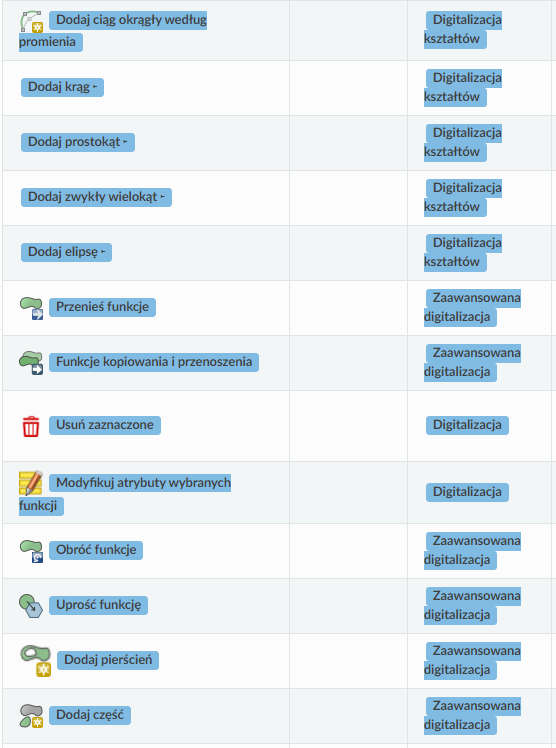 Dodaj ciąg okrągły według
promienia
Digitalizacja
kształtów
Dodaj krąg ‣
Digitalizacja
kształtów
Dodaj prostokąt ‣
Digitalizacja
kształtów
Dodaj zwykły wielokąt ‣
Digitalizacja
kształtów
Dodaj elipsę ‣
Digitalizacja
kształtów
Przenieś funkcje
Zaawansowana
digitalizacja
Funkcje kopiowania i przenoszenia
Zaawansowana
digitalizacja
Usuń zaznaczone
Digitalizacja
Modyfikuj atrybuty wybranych
funkcji
Digitalizacja
Obróć funkcje
Zaawansowana
digitalizacja
Uprość funkcję
Zaawansowana
digitalizacja
Dodaj pierścień
Zaawansowana
digitalizacja
Dodaj część
Zaawansowana
digitalizacja